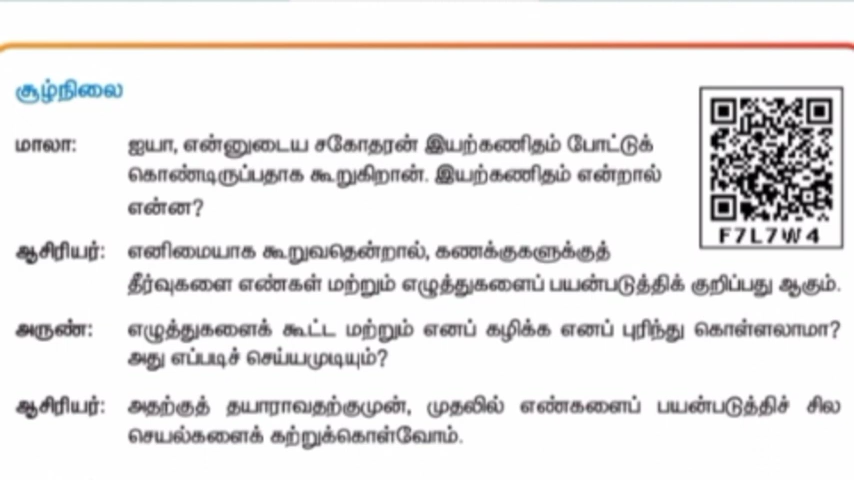 சூழ்நிலை
மாலா: ஐயா, என்னுடைய சகோதரன் இயற்கணிதம் போட்டுக்
கொண்டிருப்பதாக கூறுகிறான். இயற்கணிதம் என்றால்
என்ன?
F7L7W4
ஆசிரியர்: எனிமையாக கூறுவதென்றால், கணக்குகளுக்குத்
தீர்வுகளை எண்கள் மற்றும் எழுத்துகளைப் பயன்படுத்திக் குறிப்பது ஆகும்.
அருண்: எழுத்துகளைக் கூட்ட மற்றும் எனப் கழிக்க எனப் புரிந்து கொள்ளலாமா?
அது எப்படிச் செய்யமுடியும்?
ஆசிரியர்: அதற்குத் தயாராவதற்குமுன், முதலில் எண்களைப் பயன்படுத்திச் சில
செயல்களைக் கற்றுக்கொள்வோம்.